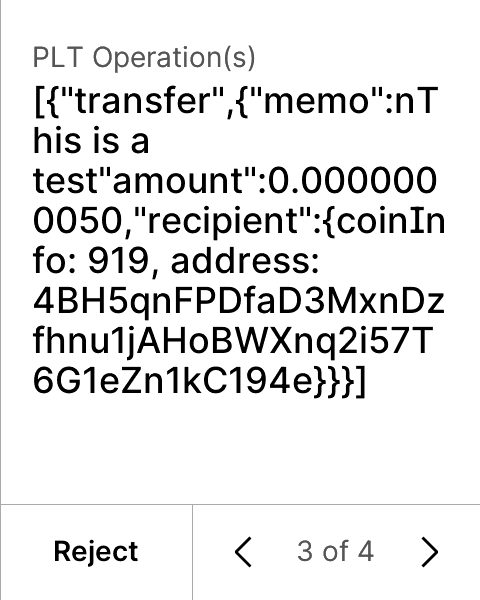 PLT Operation(s)
[{"transfer",{"memo":nT
his is a
test"amount":0.000000
0050,"recipient":{coinIn
fo: 919, address:
4BH5qnFPDfaD3MxnDz
fhnu1jAHoBWXnq2i57T
6G1eZn1kC194e}}}]
Reject
3 of 4